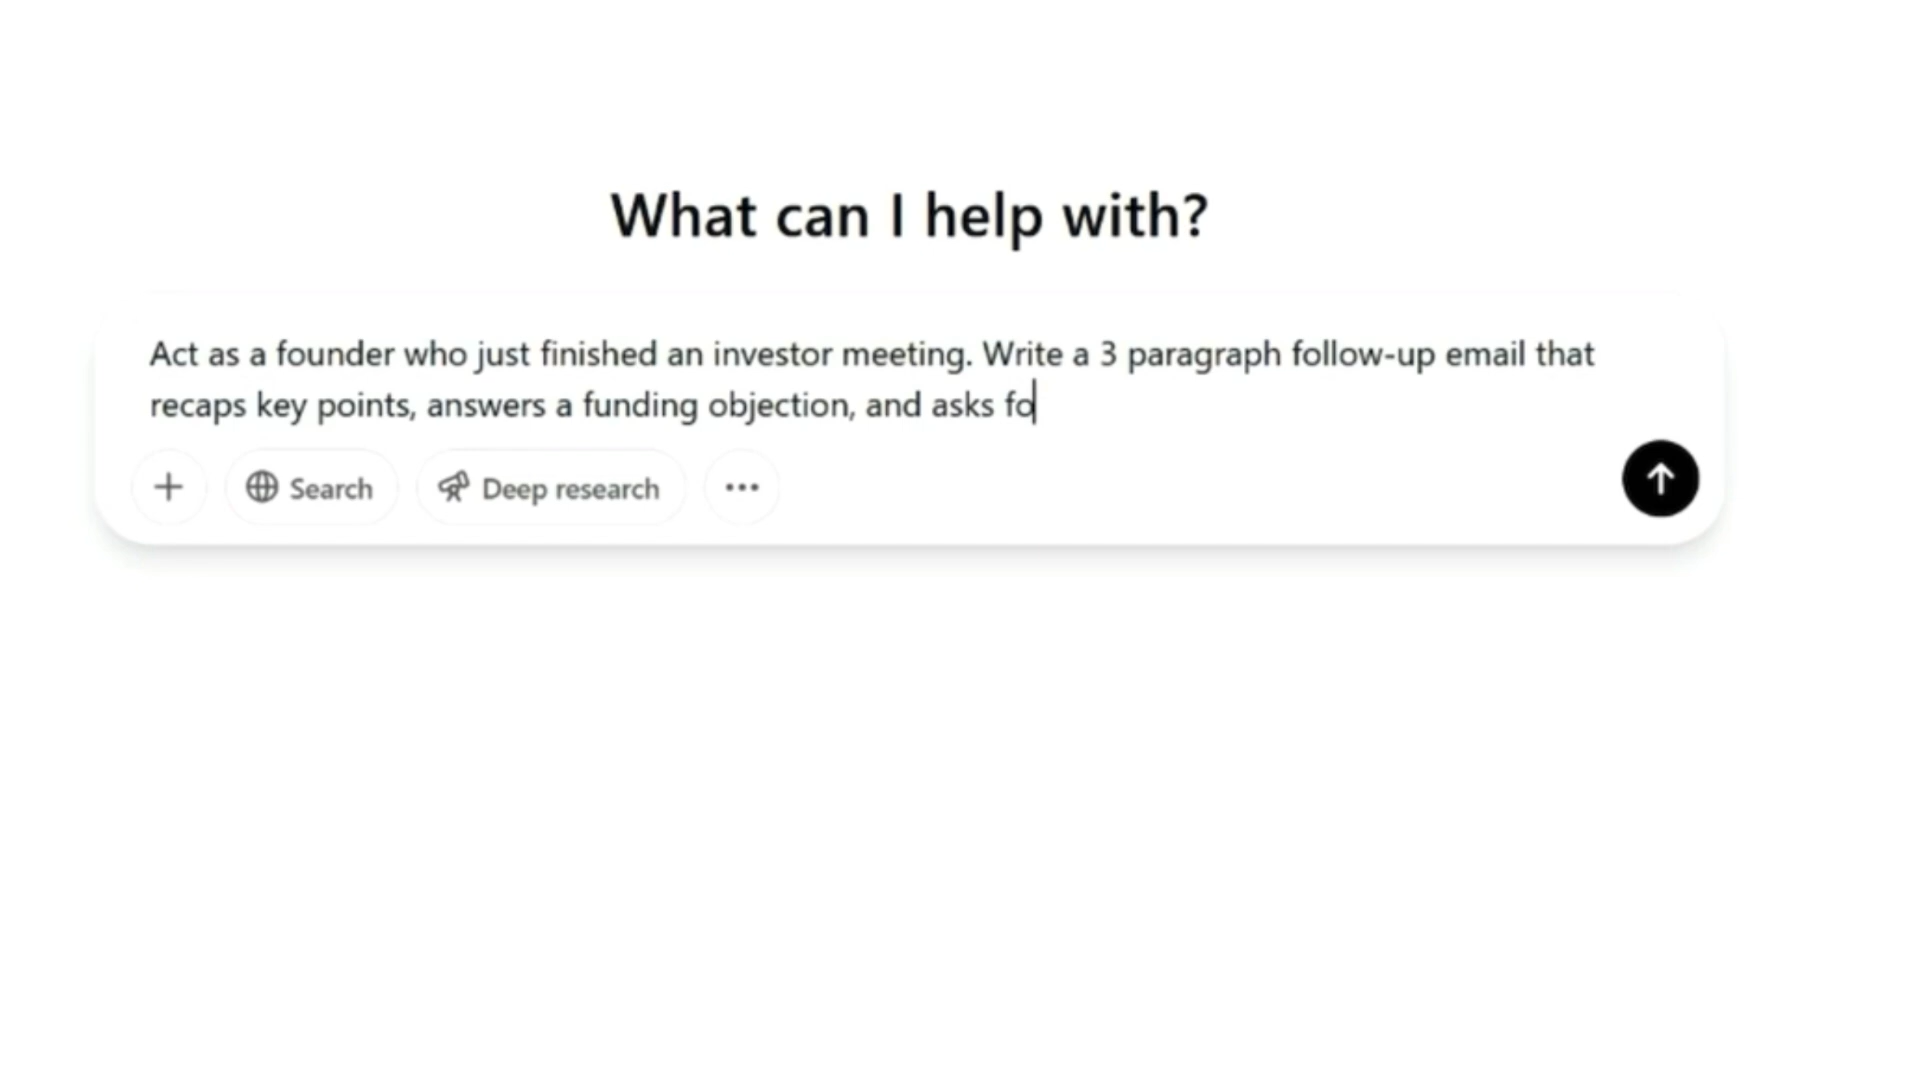 What can I help with?
Act as a founder who just finished an investor meeting. Write a 3 paragraph follow-up email that
recaps key points, answers a funding objection, and asks fo
Search
Deep research